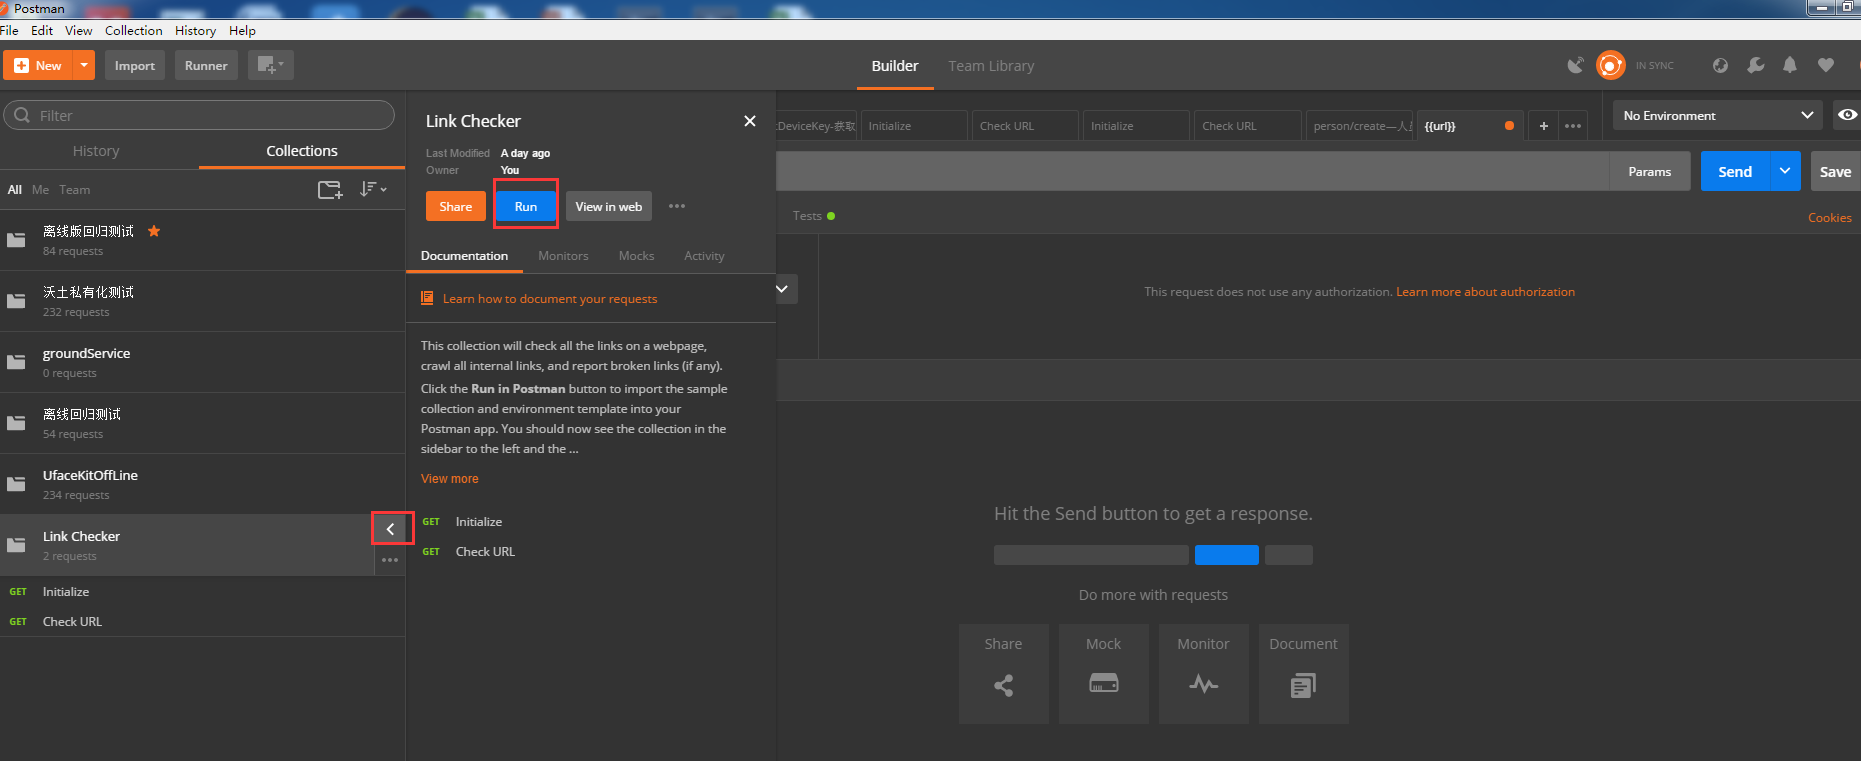 Postman
File Edit View Collection History Help
New Import Runner Builder Team Library IN SYNC
Filter
History Collections
All Me Team
离线版回归测试
84 requests
沃土私有化测试
232 requests
groundService
0 requests
离线回归测试
54 requests
UfaceKitOffLine
234 requests
Link Checker
2 requests
GET Initialize
GET Check URL
Link Checker
Last Modified A day ago
Owner You
Share Run View in web
Documentation Monitors Mocks Activity
Learn how to document your requests
This collection will check all the links on a webpage,
crawl all internal links, and report broken links (if any).
Click the Run in Postman button to import the sample
collection and environment template into your
Postman app. You should now see the collection in the
sidebar to the left and the ...
View more
GET Initialize
GET Check URL
DeviceKey-获取 Initialize Check URL Initialize Check URL person/create—人 {{url}} No Environment
Params Send Save
Tests Cookies
This request does not use any authorization. Learn more about authorization
Hit the Send button to get a response.
Do more with requests
Share Mock Monitor Document